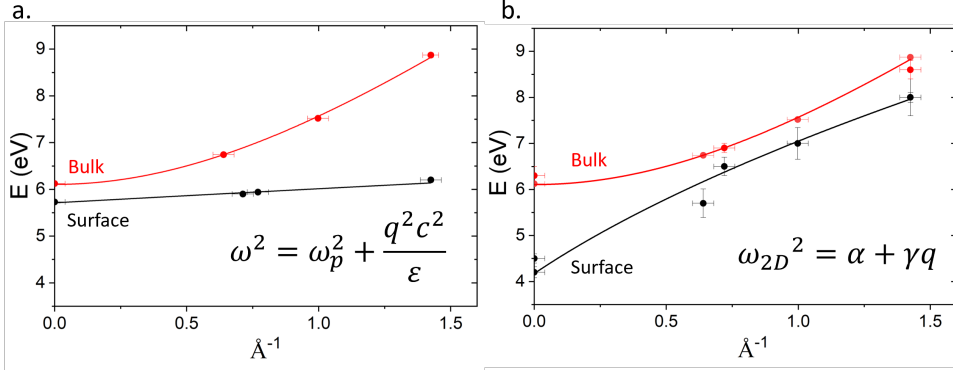 a.
E (eV)
9
8
7
6
5
4
Bulk
Surface
ω² = ωₚ² + q²c²/ε
0.0 0.5 1.0 1.5
Å⁻¹
b.
E (eV)
9
8
7
6
5
4
Bulk
Surface
ω₂D² = α + γq
0.0 0.5 1.0 1.5
Å⁻¹